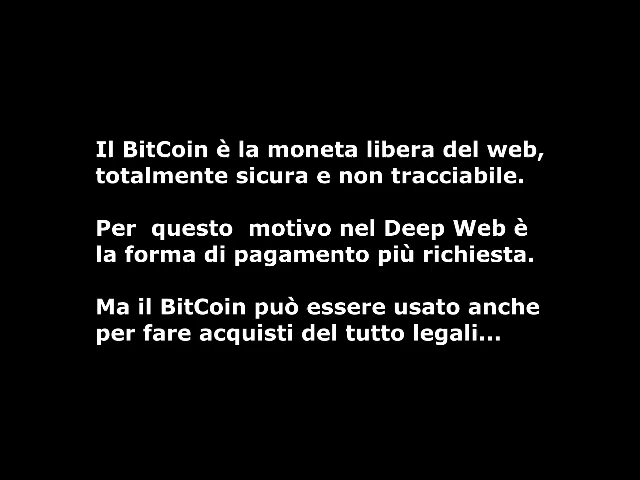 Il BitCoin è la moneta libera del web,
totalmente sicura e non tracciabile.
Per questo motivo nel Deep Web è
la forma di pagamento più richiesta.
Ma il BitCoin può essere usato anche
per fare acquisti del tutto legali...